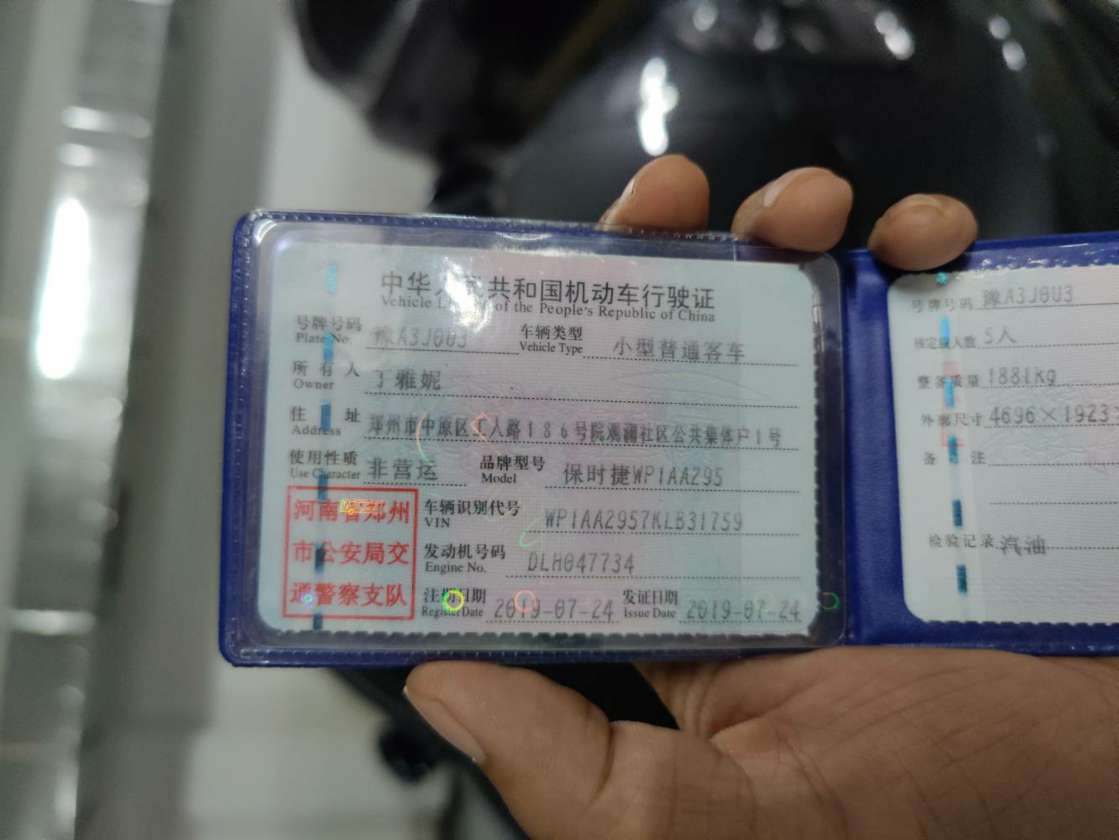 中华人民共和国机动车行驶证
Vehicle License of the People's Republic of China
号牌号码 豫A3J0U3 车辆类型 小型普通客车
Plate No. Vehicle Type
所有人 丁雅妮
Owner
住址 郑州市中原区工人路186号院观澜社区公共集体户1号
Address
使用性质 非营运 品牌型号 保时捷WP1AA295
Use Character Model
河南省郑州
市公安局交
通警察支队
车辆识别代号 WP1AA2957KLB31759
VIN
发动机号码 DLH047734
Engine No.
注册日期 2019-07-24 发证日期 2019-07-24
Register Date Issue Date
号牌号码 豫A3J0U3
核定载人数 5人
整备质量 1881kg
外廓尺寸 4696×1923
备注
检验记录 汽油